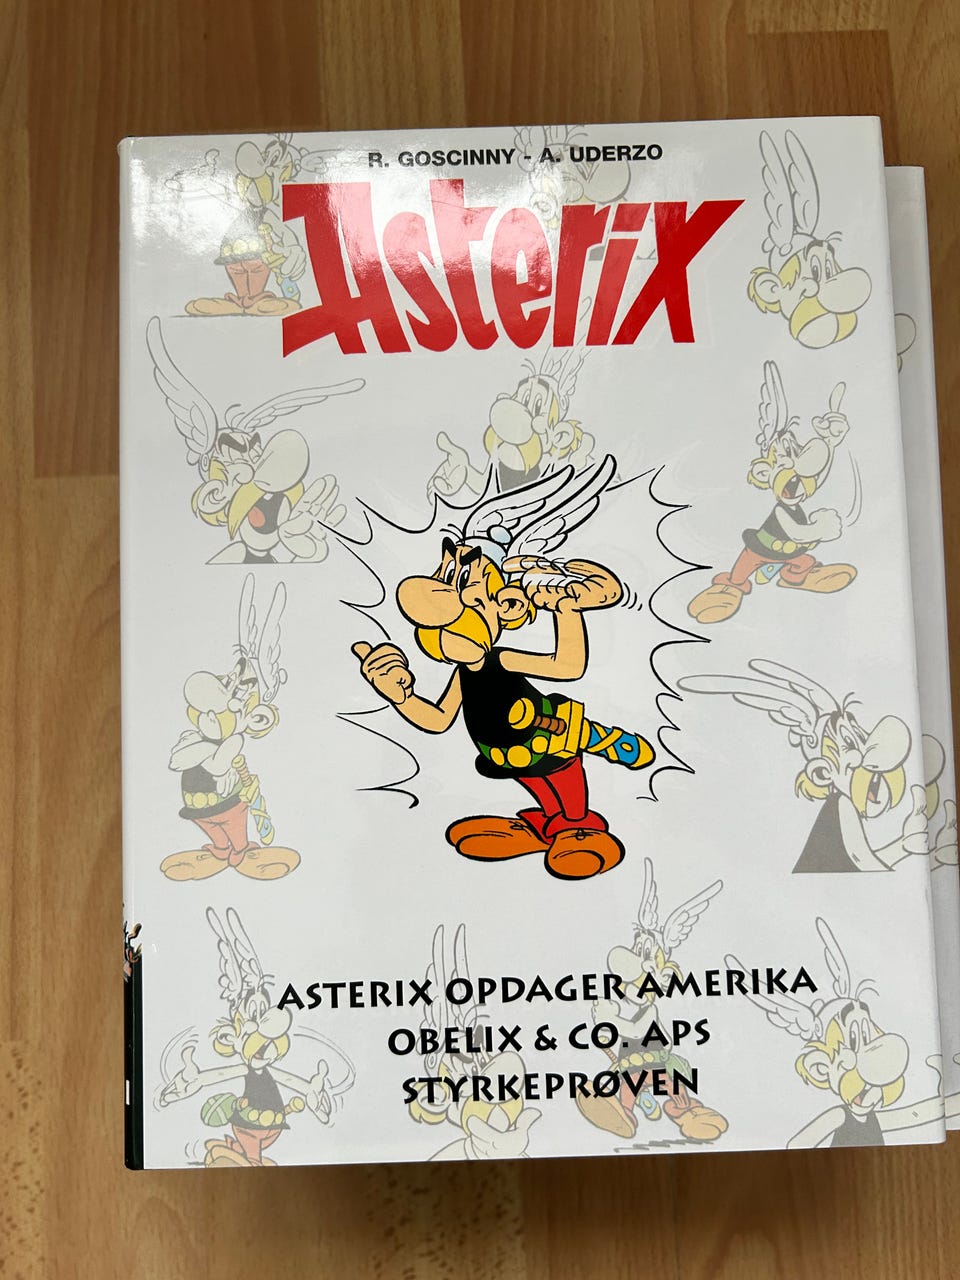 R. GOSCINNY - A. UDERZO
Asterix
ASTERIX OPDAGER AMERIKA
OBELIX & CO. APS
STYRKEPRØVEN